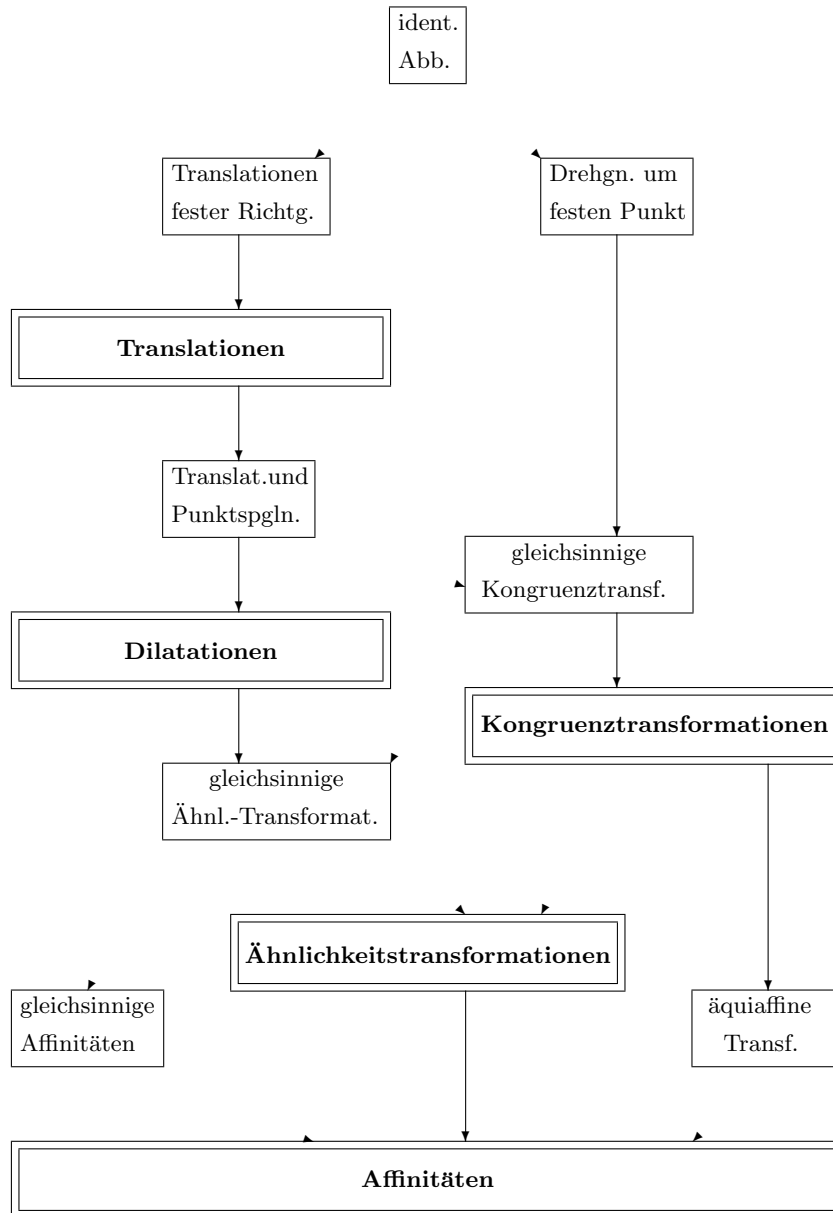 ident.
Abb.
Translationen
fester Richtg.
Drehgn. um
festen Punkt
Translationen
Translat.und
Punktspgln.
gleichsinnige
Kongruenztransf.
Dilatationen
Kongruenztransformationen
gleichsinnige
Ähnl.-Transformat.
Ähnlichkeitstransformationen
gleichsinnige
Affinitäten
äquiaffine
Transf.
Affinitäten